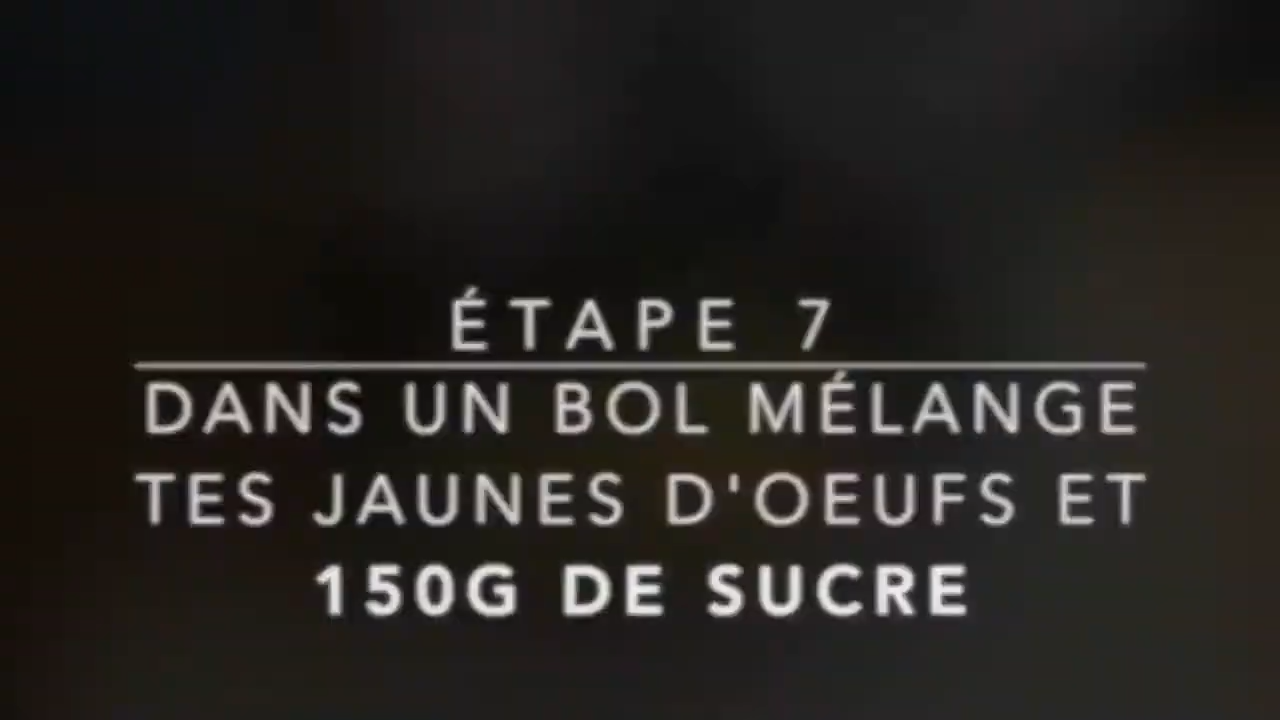 ÉTAPE 7
DANS UN BOL MÉLANGE
TES JAUNES D'OEUFS ET
150G DE SUCRE